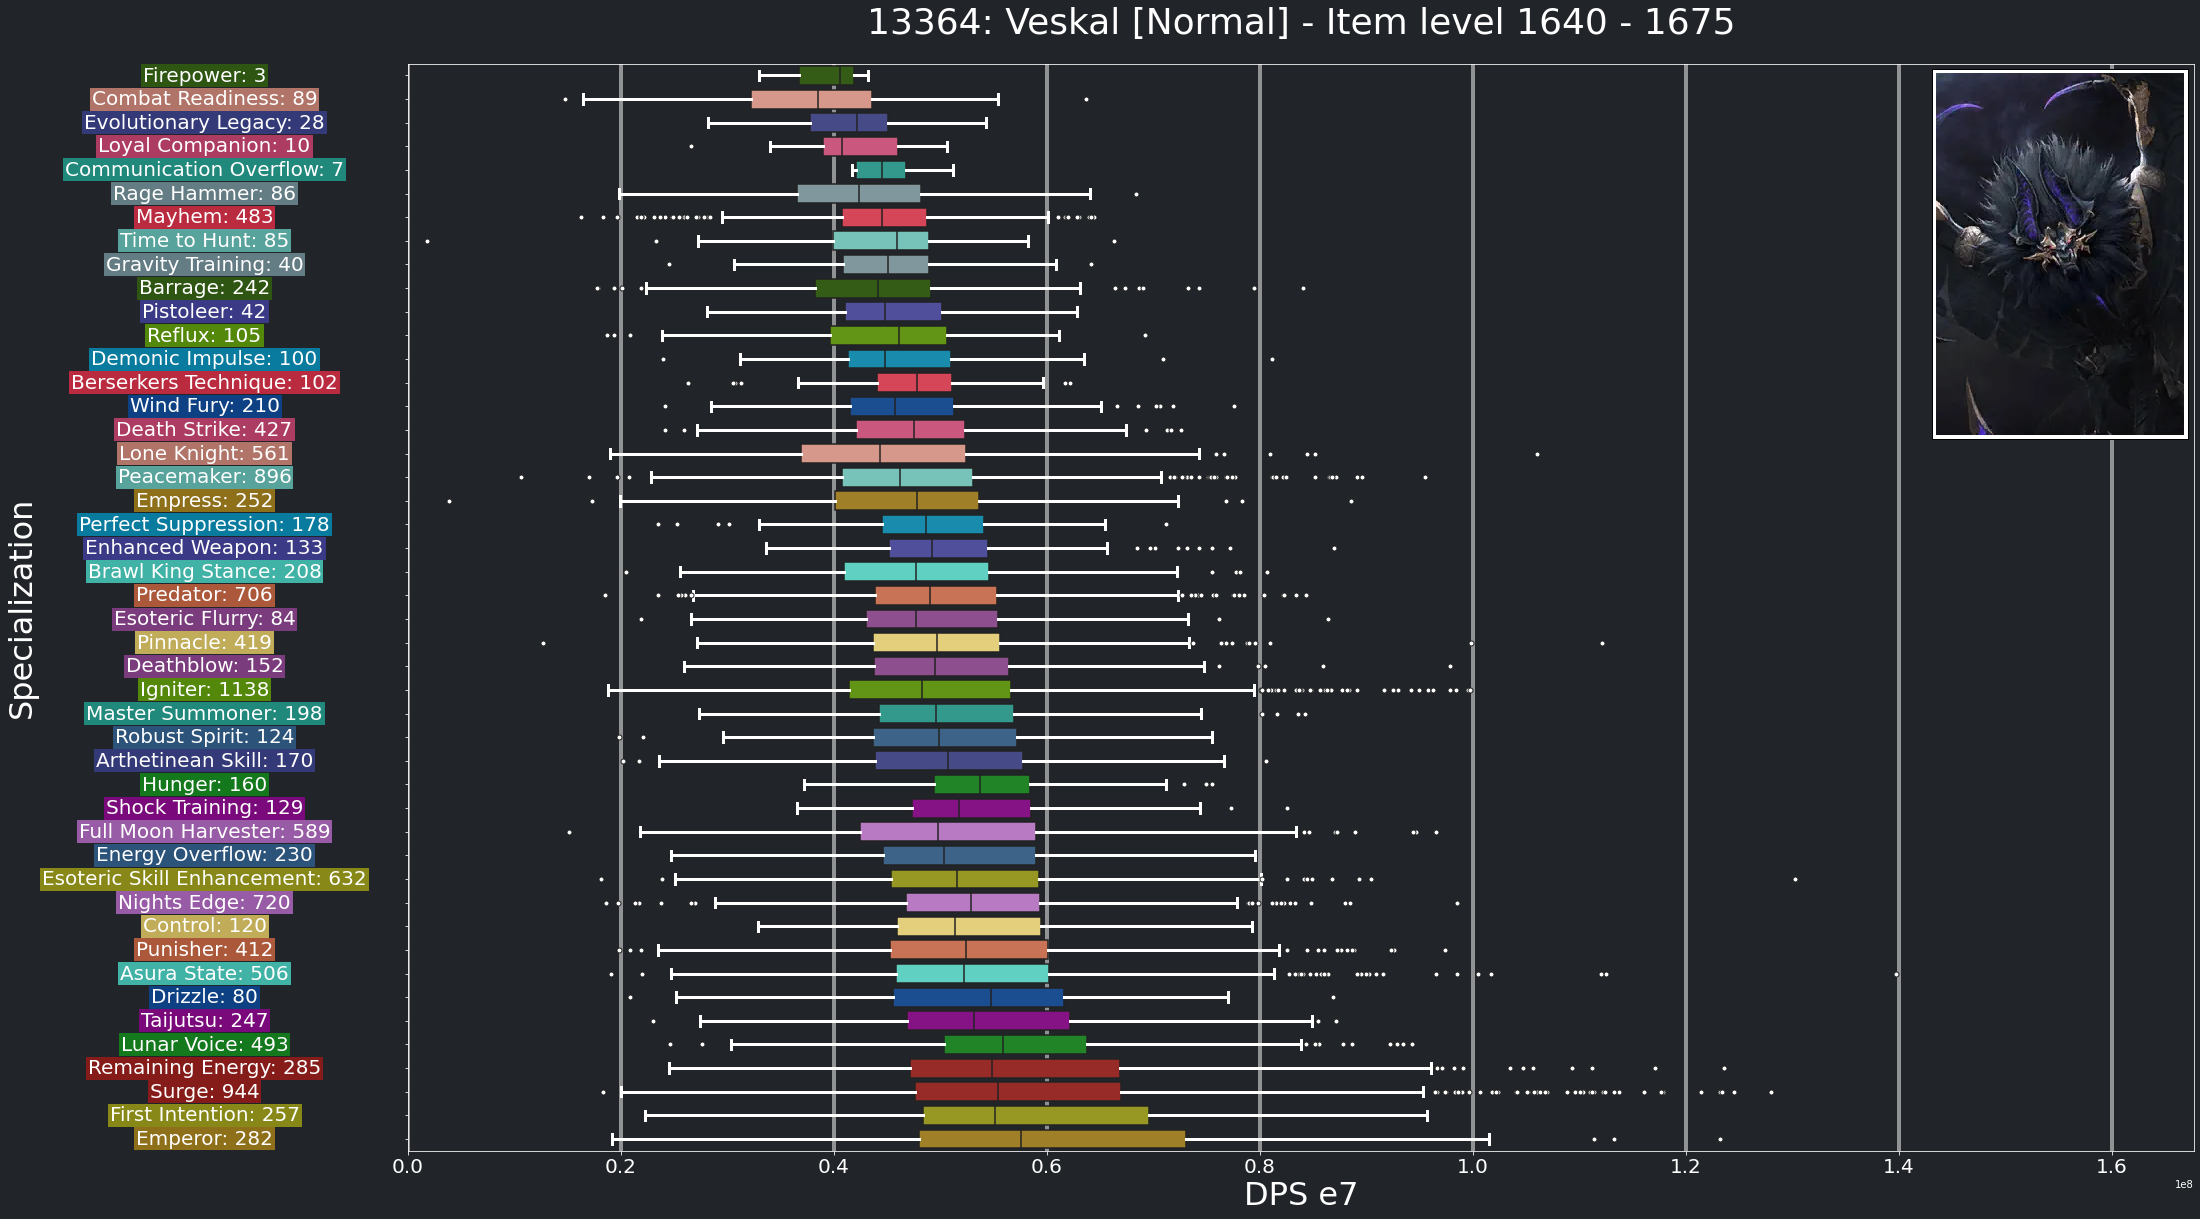 13364: Veskal [Normal] - Item level 1640 - 1675
Specialization
Firepower: 3
Combat Readiness: 89
Evolutionary Legacy: 28
Loyal Companion: 10
Communication Overflow: 7
Rage Hammer: 86
Mayhem: 483
Time to Hunt: 85
Gravity Training: 40
Barrage: 242
Pistoleer: 42
Reflux: 105
Demonic Impulse: 100
Berserkers Technique: 102
Wind Fury: 210
Death Strike: 427
Lone Knight: 561
Peacemaker: 896
Empress: 252
Perfect Suppression: 178
Enhanced Weapon: 133
Brawl King Stance: 208
Predator: 706
Esoteric Flurry: 84
Pinnacle: 419
Deathblow: 152
Igniter: 1138
Master Summoner: 198
Robust Spirit: 124
Arthetinean Skill: 170
Hunger: 160
Shock Training: 129
Full Moon Harvester: 589
Energy Overflow: 230
Esoteric Skill Enhancement: 632
Nights Edge: 720
Control: 120
Punisher: 412
Asura State: 506
Drizzle: 80
Taijutsu: 247
Lunar Voice: 493
Remaining Energy: 285
Surge: 944
First Intention: 257
Emperor: 282
0.0 0.2 0.4 0.6 0.8 1.0 1.2 1.4 1.6
1e8
DPS e7